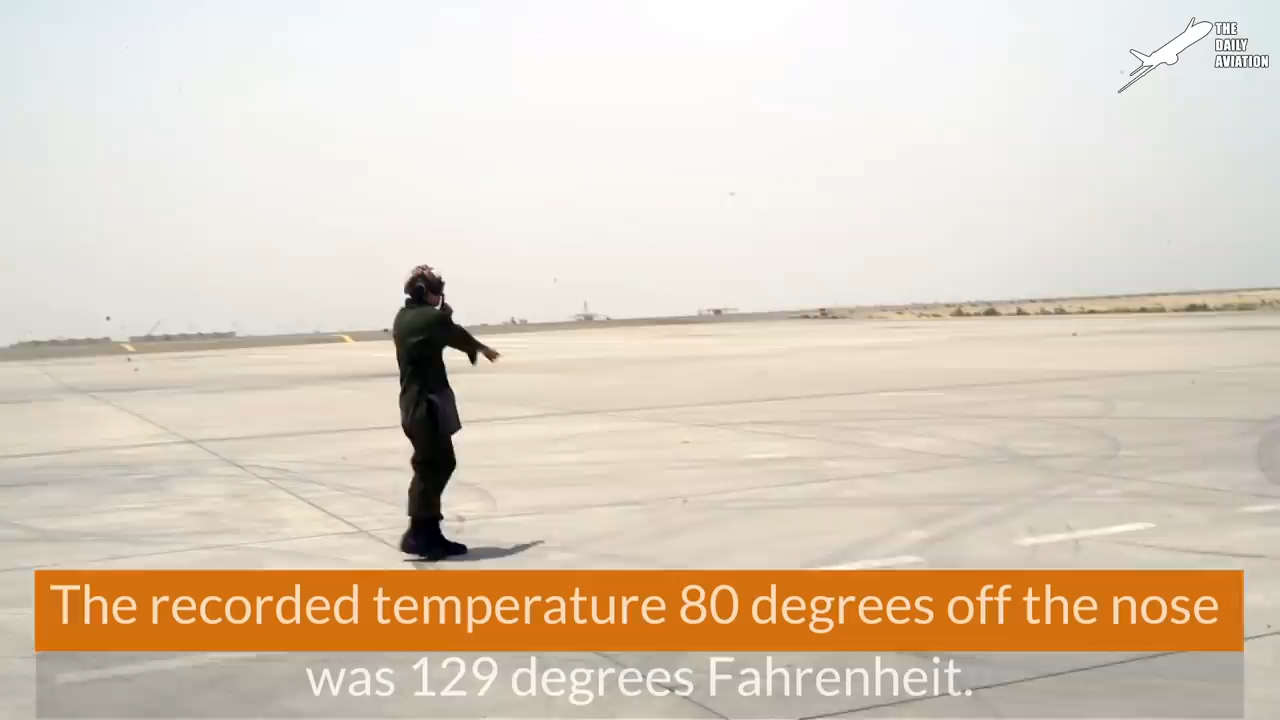 THE
DAILY
AVIATION
The recorded temperature 80 degrees off the nose
was 129 degrees Fahrenheit.